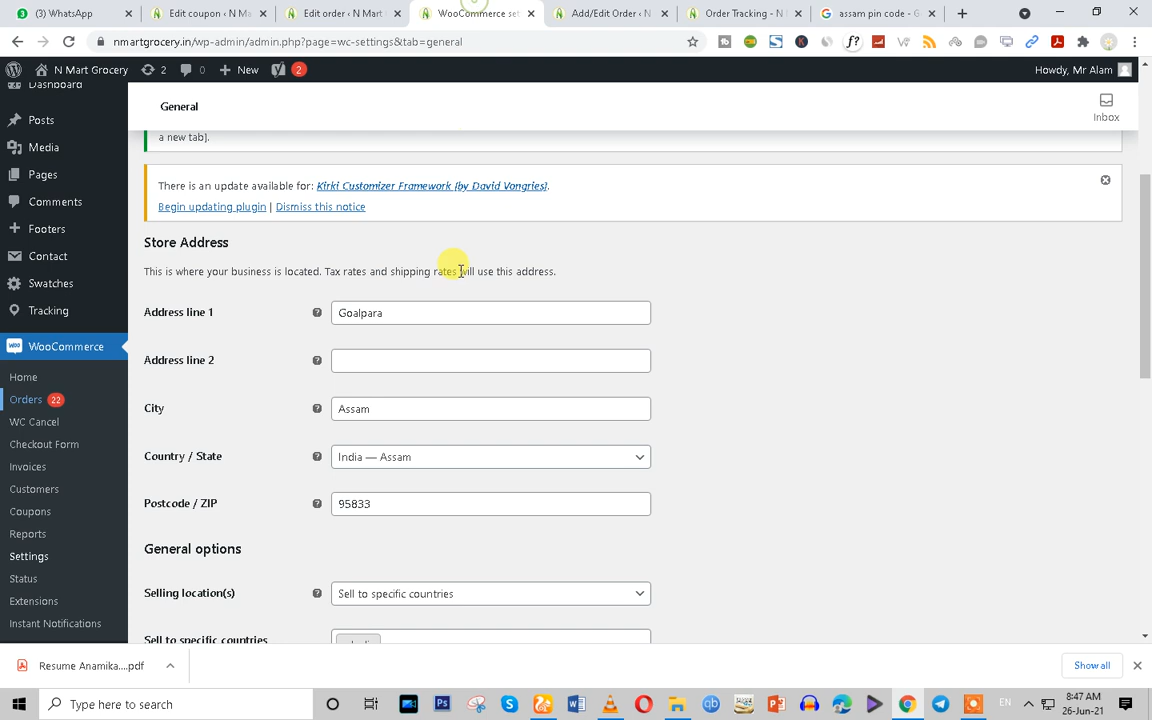 (3) WhatsApp
Edit coupon ‹ N Me
Edit order ‹ N Mart
WooCommerce set
Add/Edit Order ‹ N
Order Tracking - N
assam pin code - G
nmartgrocery.in/wp-admin/admin.php?page=wc-settings&tab=general
N Mart Grocery
2
0
New
2
Howdy, Mr Alam
Dashboard
Posts
Media
Pages
Comments
Footers
Contact
Swatches
Tracking
WooCommerce
Home
Orders 22
WC Cancel
Checkout Form
Invoices
Customers
Coupons
Reports
Settings
Status
Extensions
Instant Notifications
General
Inbox
a new tab].
There is an update available for: Kirki Customizer Framework [by David Vongries].
Begin updating plugin | Dismiss this notice
Store Address
This is where your business is located. Tax rates and shipping rates will use this address.
Address line 1
Goalpara
Address line 2
City
Assam
Country / State
India — Assam
Postcode / ZIP
95833
General options
Selling location(s)
Sell to specific countries
Sell to specific countries
Resume Anamika....pdf
Show all
Type here to search
EN
8:47 AM
26-Jun-21